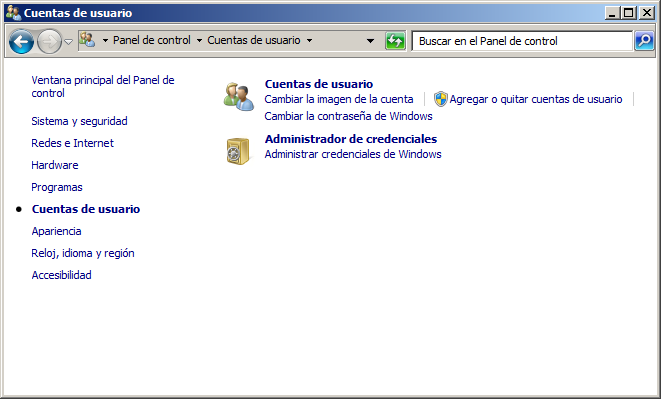 Cuentas de usuario
Panel de control Cuentas de usuario
Buscar en el Panel de control
Ventana principal del Panel de
control
Sistema y seguridad
Redes e Internet
Hardware
Programas
Cuentas de usuario
Apariencia
Reloj, idioma y región
Accesibilidad
Cuentas de usuario
Cambiar la imagen de la cuenta
Agregar o quitar cuentas de usuario
Cambiar la contraseña de Windows
Administrador de credenciales
Administrar credenciales de Windows